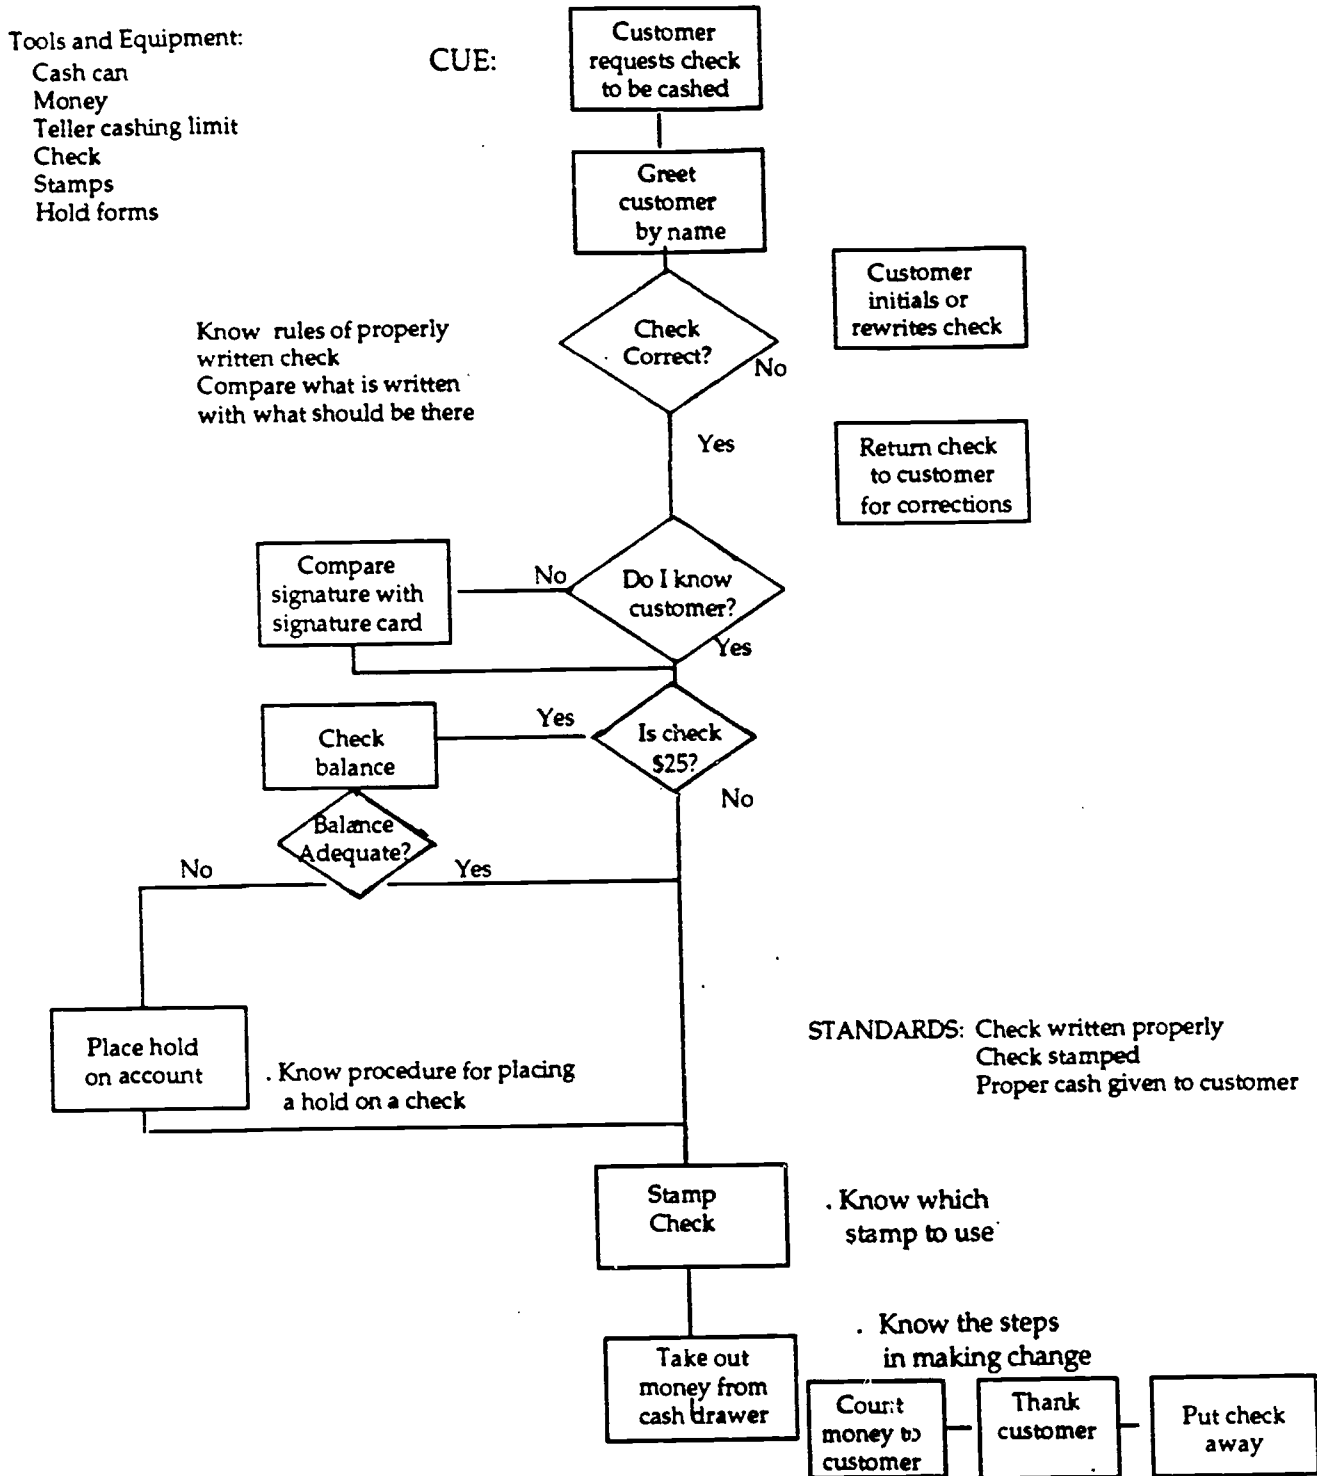 Tools and Equipment:
Cash can
Money
Teller cashing limit
Check
Stamps
Hold forms
CUE:
Customer
requests check
to be cashed
Greet
customer
by name
Customer
initials or
rewrites check
Know rules of properly
written check
Compare what is written
with what should be there
Check
Correct?
No
Yes
Return check
to customer
for corrections
Compare
signature with
signature card
No
Do I know
customer?
Yes
Check
balance
Yes
Is check
$25?
No
Balance
Adequate?
No
Yes
Place hold
on account
. Know procedure for placing
a hold on a check
STANDARDS: Check written properly
Check stamped
Proper cash given to customer
Stamp
Check
. Know which
stamp to use
Take out
money from
cash drawer
. Know the steps
in making change
Count
money to
customer
Thank
customer
Put check
away